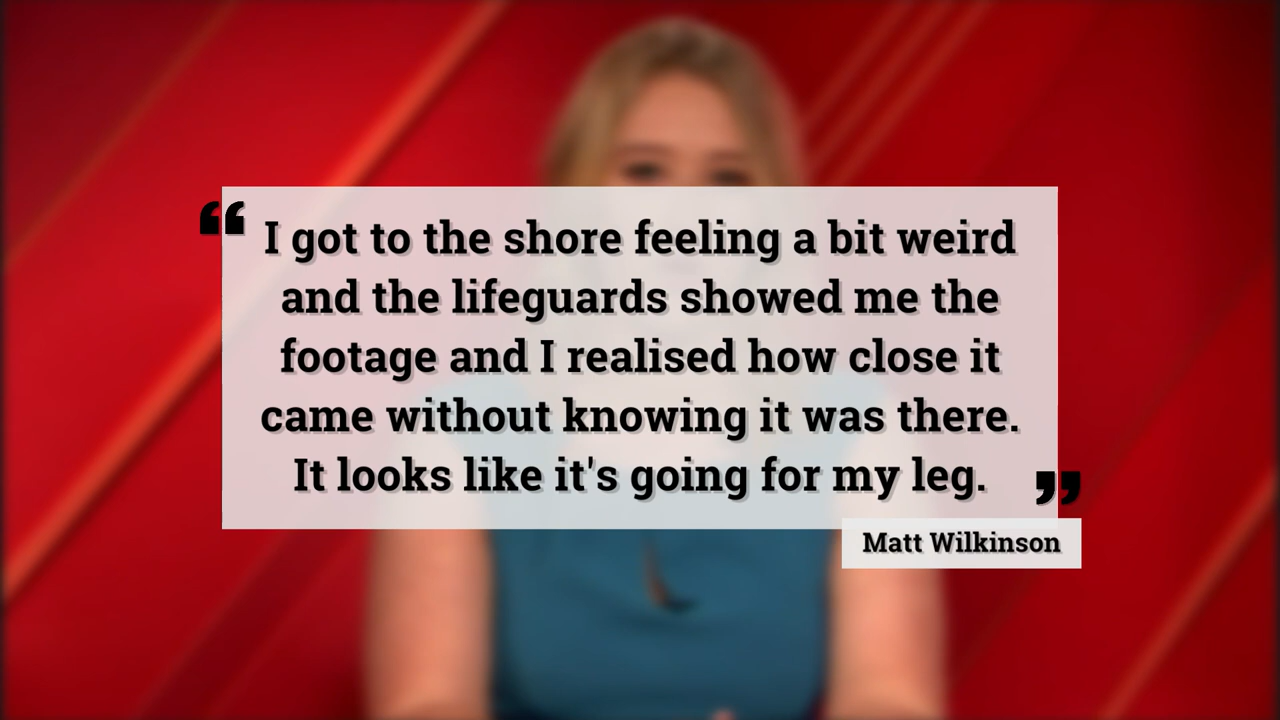 “ I got to the shore feeling a bit weird
and the lifeguards showed me the
footage and I realised how close it
came without knowing it was there.
It looks like it's going for my leg. ”
Matt Wilkinson